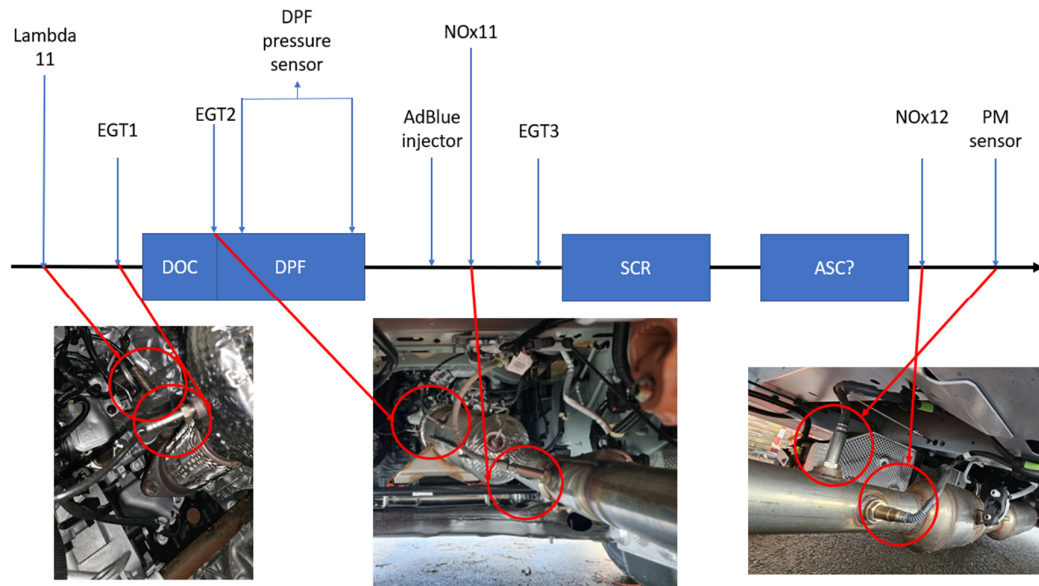 Lambda
11
EGT1
EGT2
DPF
pressure
sensor
AdBlue
injector
NOx11
EGT3
NOx12
PM
sensor
DOC
DPF
SCR
ASC?